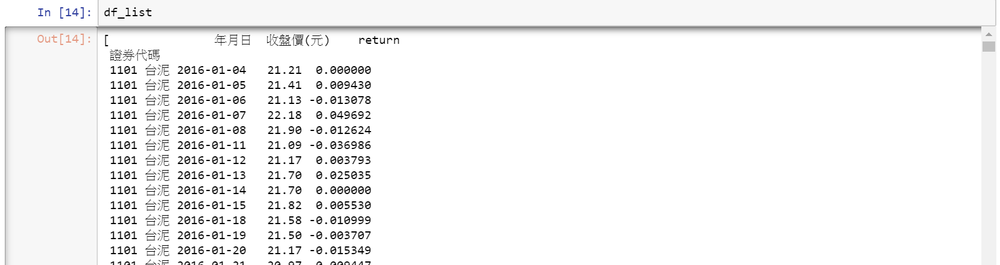 In [14]: df_list
Out[14]: [ 年月日 收盤價(元) return
證券代碼
1101 台泥 2016-01-04 21.21 0.000000
1101 台泥 2016-01-05 21.41 0.009430
1101 台泥 2016-01-06 21.13 -0.013078
1101 台泥 2016-01-07 22.18 0.049692
1101 台泥 2016-01-08 21.90 -0.012624
1101 台泥 2016-01-11 21.09 -0.036986
1101 台泥 2016-01-12 21.17 0.003793
1101 台泥 2016-01-13 21.70 0.025035
1101 台泥 2016-01-14 21.70 0.000000
1101 台泥 2016-01-15 21.82 0.005530
1101 台泥 2016-01-18 21.58 -0.010999
1101 台泥 2016-01-19 21.50 -0.003707
1101 台泥 2016-01-20 21.17 -0.015349